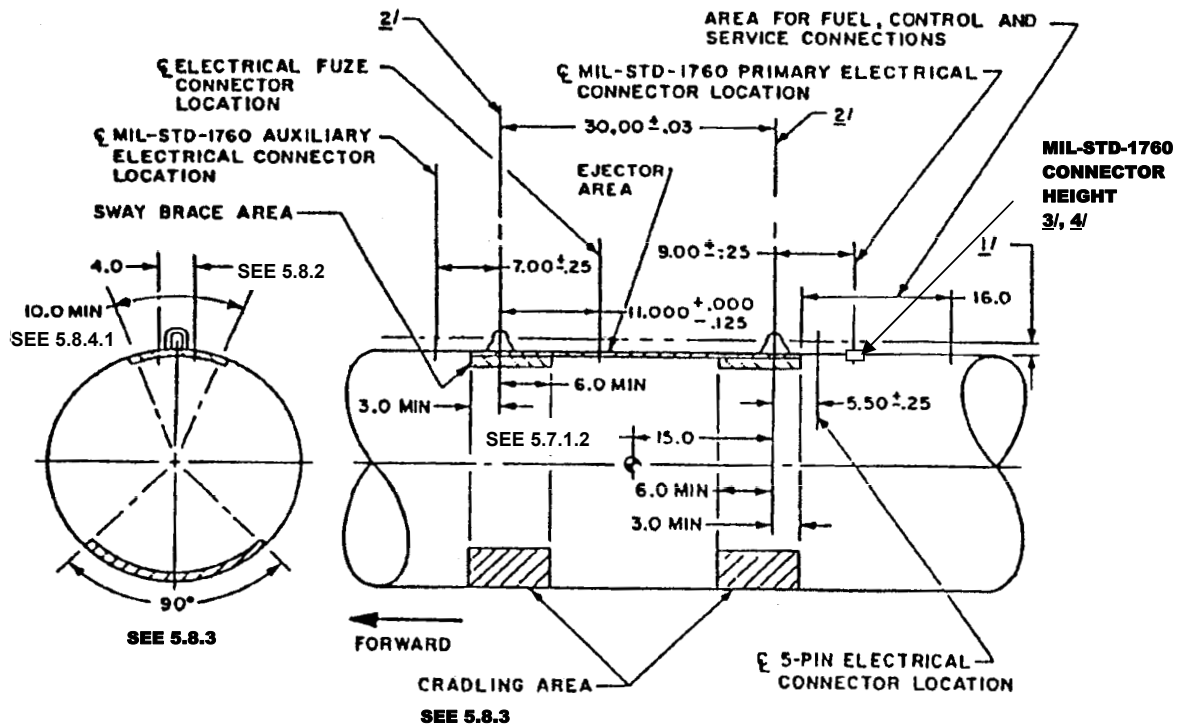 2/
AREA FOR FUEL, CONTROL AND
SERVICE CONNECTIONS
℄ ELECTRICAL FUZE
CONNECTOR
LOCATION
℄ MIL-STD-1760 PRIMARY ELECTRICAL
CONNECTOR LOCATION
2/
30.00 ± .03
℄ MIL-STD-1760 AUXILIARY
ELECTRICAL CONNECTOR
LOCATION
EJECTOR
AREA
MIL-STD-1760
CONNECTOR
HEIGHT
3/, 4/
SWAY BRACE AREA
1/
4.0
SEE 5.8.2
7.00 ± .25
9.00 ± .25
10.0 MIN
SEE 5.8.4.1
11.000 +.000
-.125
16.0
6.0 MIN
3.0 MIN
5.50 ± .25
SEE 5.7.1.2
15.0
6.0 MIN
3.0 MIN
90°
SEE 5.8.3
FORWARD
CRADLING AREA
SEE 5.8.3
℄ 5-PIN ELECTRICAL
CONNECTOR LOCATION